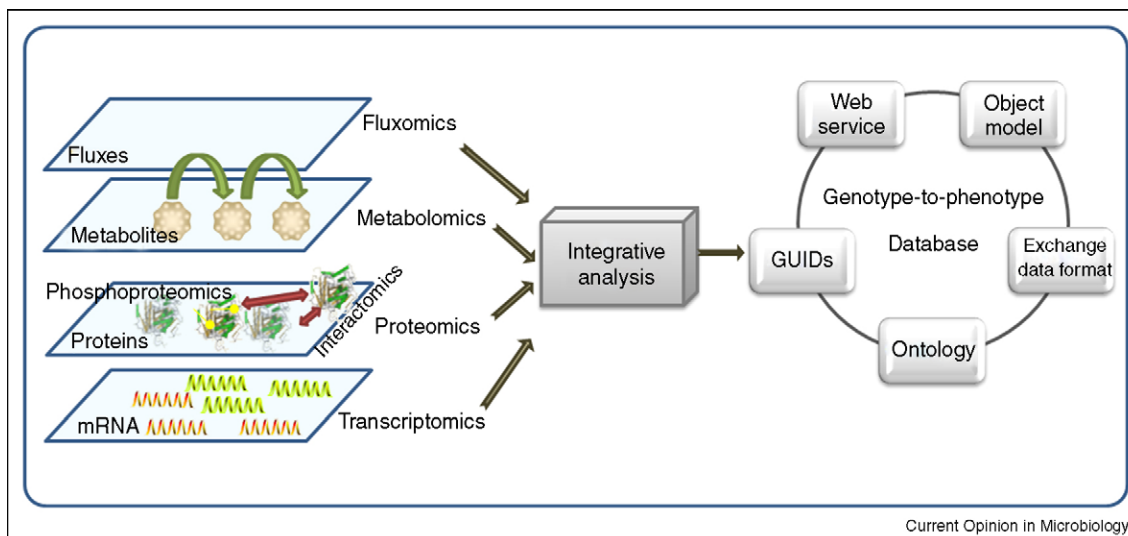 Fluxes
Fluxomics
Metabolites
Metabolomics
Phosphoproteomics
Interactomics
Proteins
Proteomics
mRNA
Transcriptomics
Integrative
analysis
Web
service
Object
model
Genotype-to-phenotype
Database
GUIDs
Exchange
data format
Ontology
Current Opinion in Microbiology